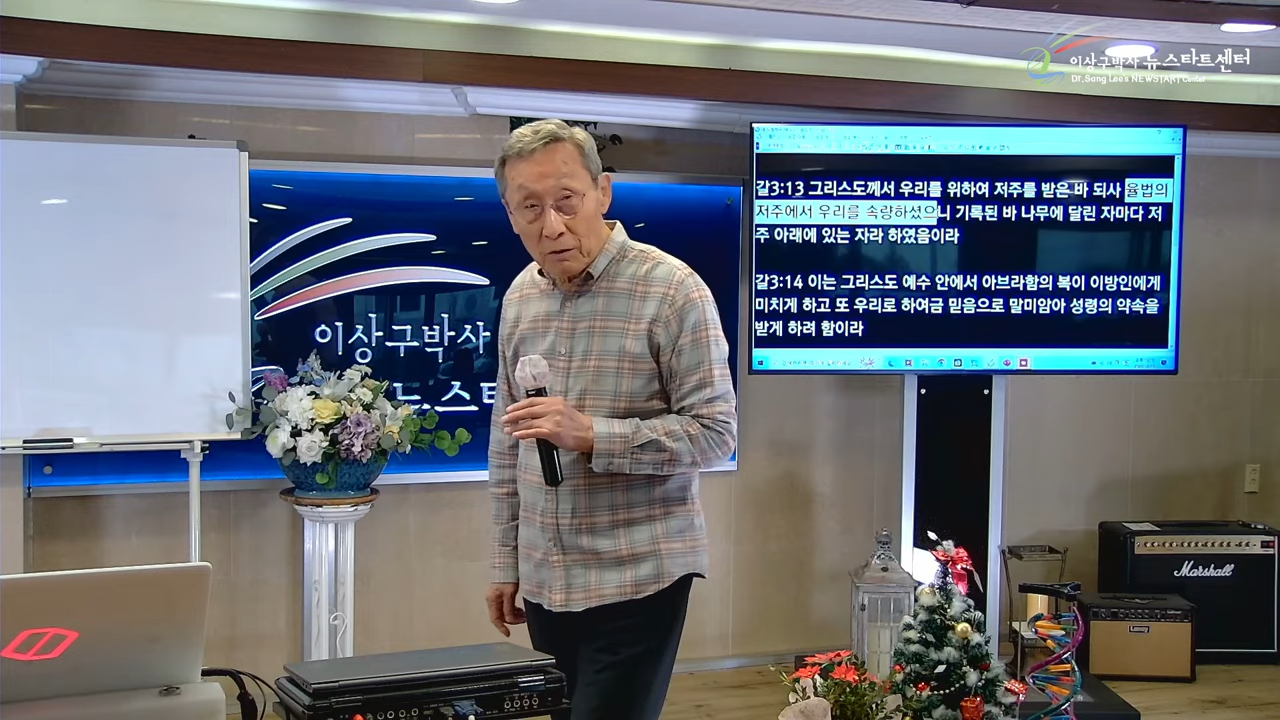 이상구박사 뉴스타트센터
Dr. Sang Lee's NEWSTART Center
갈3:13 그리스도께서 우리를 위하여 저주를 받은 바 되사 율법의
저주에서 우리를 속량하셨으니 기록된 바 나무에 달린 자마다 저
주 아래에 있는 자라 하였음이라
갈3:14 이는 그리스도 예수 안에서 아브라함의 복이 이방인에게
미치게 하고 또 우리로 하여금 믿음으로 말미암아 성령의 약속을
받게 하려 함이라
이상구박사
뉴스타
Marshall
Laney